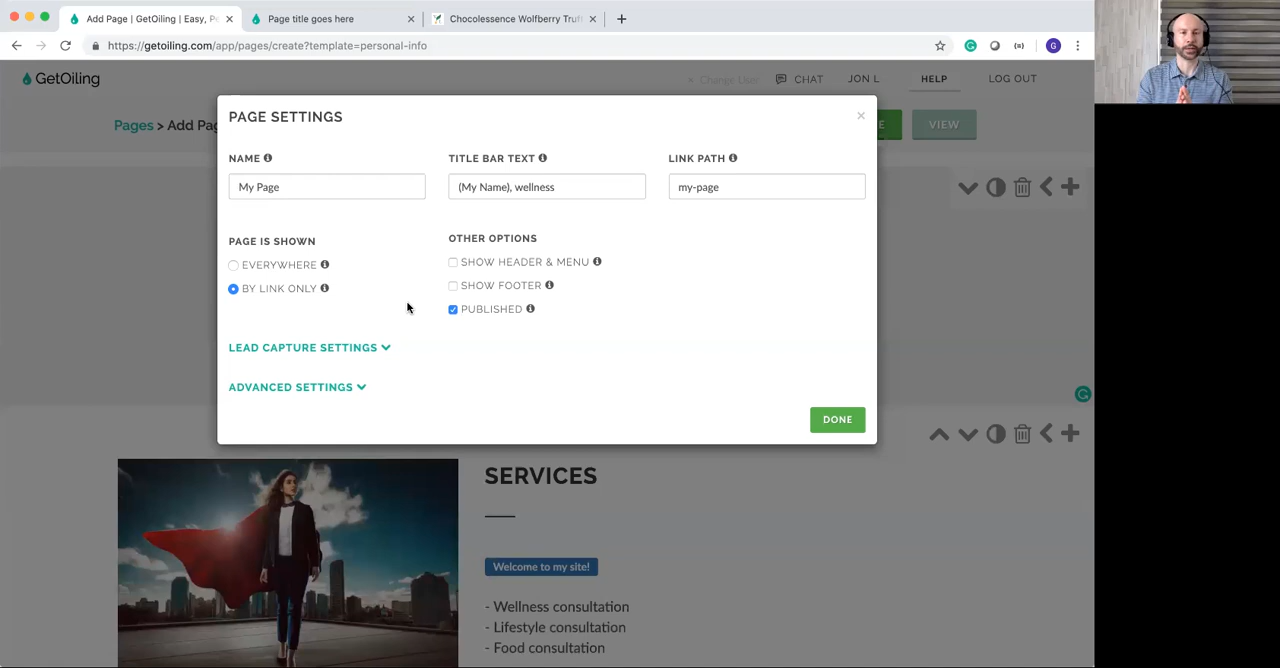 Add Page | GetOiling | Easy, P
Page title goes here
Chocolessence Wolfberry Truf
https://getoiling.com/app/pages/create?template=personal-info
G
GetOiling
Change User
CHAT
JON L
HELP
LOG OUT
Pages > Add Pag
E
VIEW
PAGE SETTINGS
NAME
TITLE BAR TEXT
LINK PATH
My Page
(My Name), wellness
my-page
PAGE IS SHOWN
OTHER OPTIONS
EVERYWHERE
SHOW HEADER & MENU
BY LINK ONLY
SHOW FOOTER
PUBLISHED
LEAD CAPTURE SETTINGS
ADVANCED SETTINGS
DONE
SERVICES
Welcome to my site!
- Wellness consultation
- Lifestyle consultation
- Food consultation